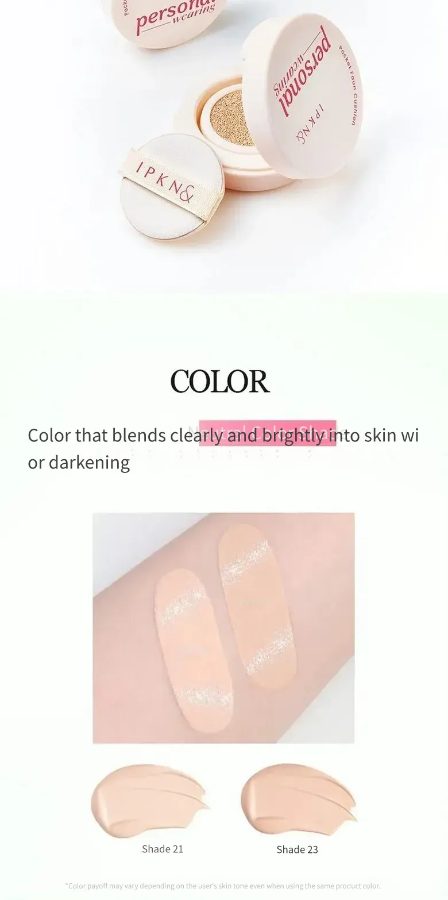 personal
wearing
personal
wearing
Pocket Foam Cushion
IPKN&
IPKN&
COLOR
Color that blends clearly and brightly into skin wi
or darkening
Shade 21
Shade 23
*Color payoff may vary depending on the user's skin tone even when using the same product color.